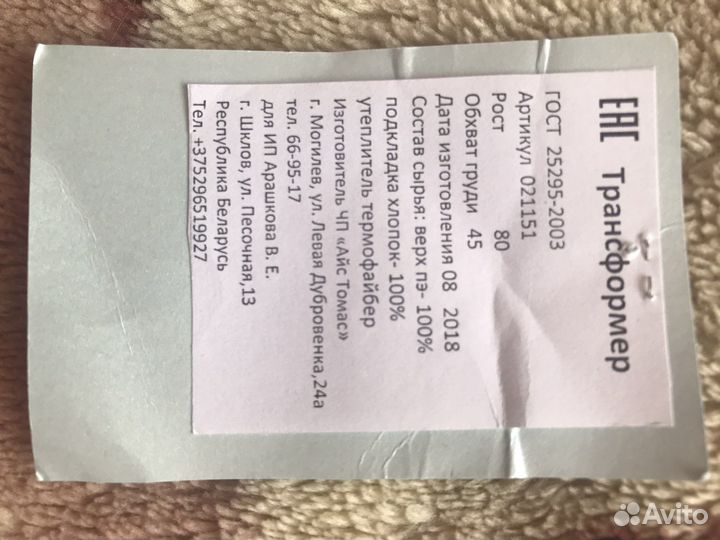 ЕАС Трансформер
ГОСТ 25295-2003
Артикул 021151
Рост 80
Обхват груди 45
Дата изготовления 08 2018
Состав сырья: верх пэ- 100%
подкладка хлопок- 100%
утеплитель термофайбер
Изготовитель ЧП «Айс Томас»
г. Могилев, ул. Левая Дубровенка,24а
тел. 66-95-17
для ИП Арашкова В. Е.
г. Шклов, ул. Песочная,13
Республика Беларусь
Тел. +375296519927
Avito